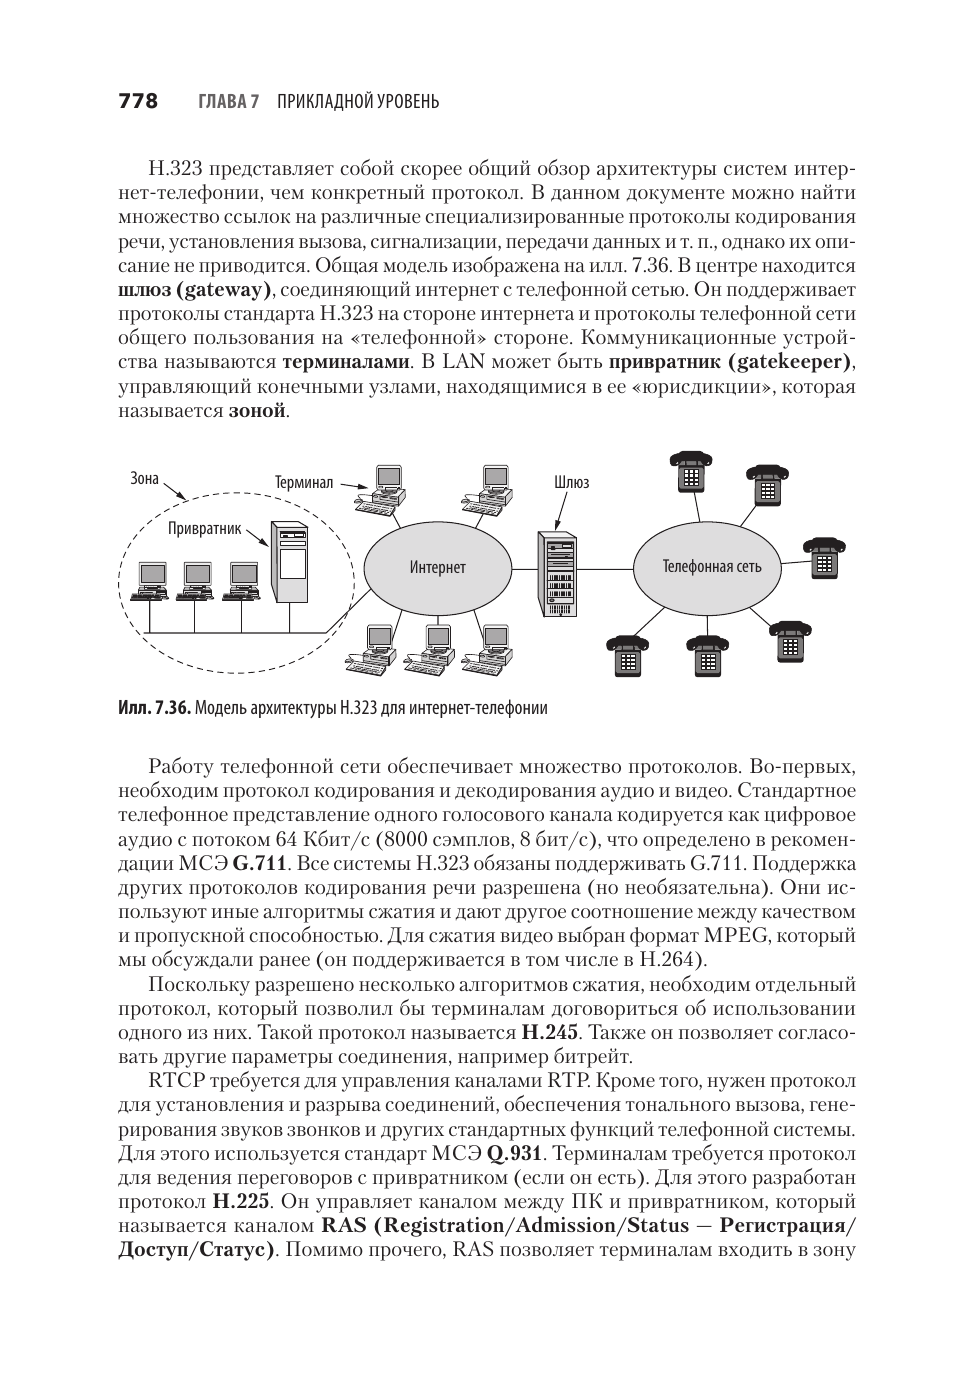 778 ГЛАВА 7 ПРИКЛАДНОЙ УРОВЕНЬ
H.323 представляет собой скорее общий обзор архитектуры систем интер-
нет-телефонии, чем конкретный протокол. В данном документе можно найти
множество ссылок на различные специализированные протоколы кодирования
речи, установления вызова, сигнализации, передачи данных и т. п., однако их опи-
сание не приводится. Общая модель изображена на илл. 7.36. В центре находится
шлюз (gateway), соединяющий интернет с телефонной сетью. Он поддерживает
протоколы стандарта H.323 на стороне интернета и протоколы телефонной сети
общего пользования на «телефонной» стороне. Коммуникационные устрой-
ства называются терминалами. В LAN может быть привратник (gatekeeper),
управляющий конечными узлами, находящимися в ее «юрисдикции», которая
называется зоной.
Зона
Терминал
Шлюз
Привратник
Интернет
Телефонная сеть
Илл. 7.36. Модель архитектуры H.323 для интернет-телефонии
Работу телефонной сети обеспечивает множество протоколов. Во-первых,
необходим протокол кодирования и декодирования аудио и видео. Стандартное
телефонное представление одного голосового канала кодируется как цифровое
аудио с потоком 64 Кбит/с (8000 сэмплов, 8 бит/с), что определено в рекомен-
дации МСЭ G.711. Все системы H.323 обязаны поддерживать G.711. Поддержка
других протоколов кодирования речи разрешена (но необязательна). Они ис-
пользуют иные алгоритмы сжатия и дают другое соотношение между качеством
и пропускной способностью. Для сжатия видео выбран формат MPEG, который
мы обсуждали ранее (он поддерживается в том числе в H.264).
Поскольку разрешено несколько алгоритмов сжатия, необходим отдельный
протокол, который позволил бы терминалам договориться об использовании
одного из них. Такой протокол называется H.245. Также он позволяет согласо-
вать другие параметры соединения, например битрейт.
RTCP требуется для управления каналами RTP. Кроме того, нужен протокол
для установления и разрыва соединений, обеспечения тонального вызова, гене-
рирования звуков звонков и других стандартных функций телефонной системы.
Для этого используется стандарт МСЭ Q.931. Терминалам требуется протокол
для ведения переговоров с привратником (если он есть). Для этого разработан
протокол H.225. Он управляет каналом между ПК и привратником, который
называется каналом RAS (Registration/Admission/Status — Регистрация/
Доступ/Статус). Помимо прочего, RAS позволяет терминалам входить в зону